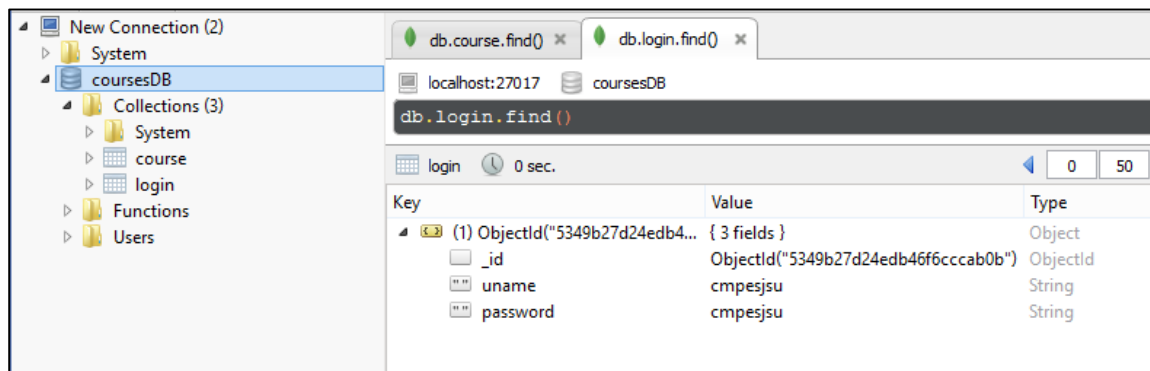 New Connection (2)
System
coursesDB
Collections (3)
System
course
login
Functions
Users
db.course.find() db.login.find()
localhost:27017 coursesDB
db.login.find()
login 0 sec. 0 50
Key Value Type
(1) ObjectId("5349b27d24edb4... { 3 fields } Object
_id ObjectId("5349b27d24edb46f6cccab0b") ObjectId
"" uname cmpesjsu String
"" password cmpesjsu String